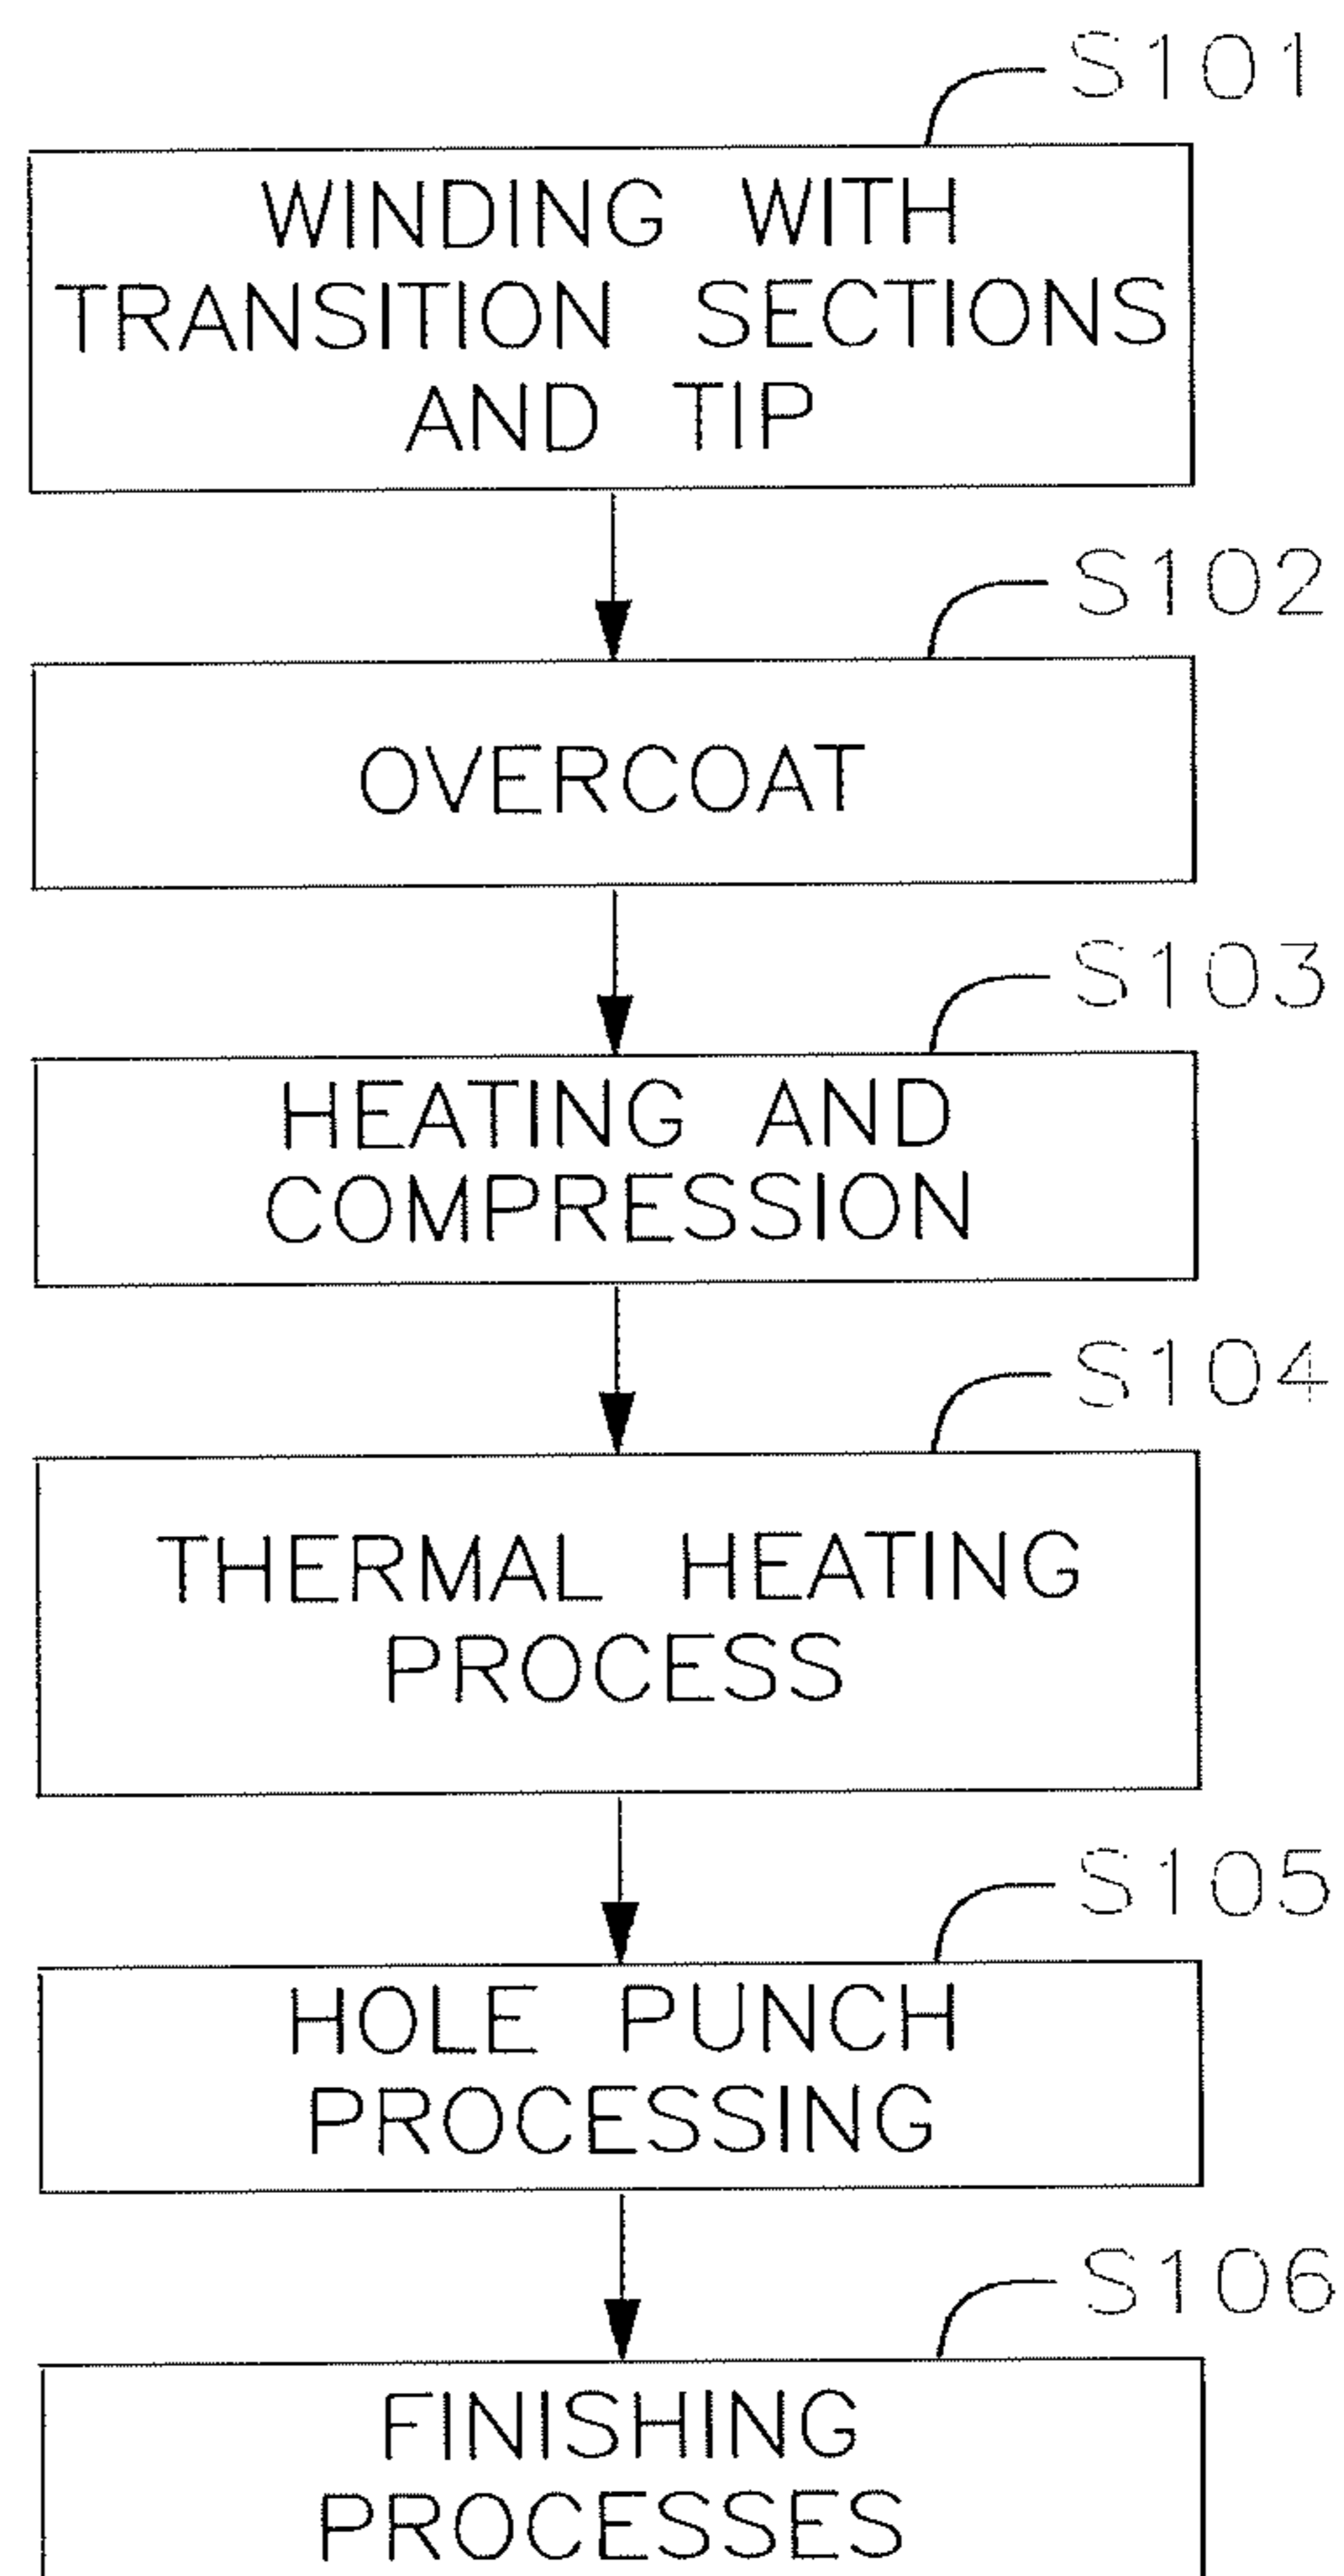 S101
WINDING WITH
TRANSITION SECTIONS
AND TIP
S102
OVERCOAT
S103
HEATING AND
COMPRESSION
S104
THERMAL HEATING
PROCESS
S105
HOLE PUNCH
PROCESSING
S106
FINISHING
PROCESSES